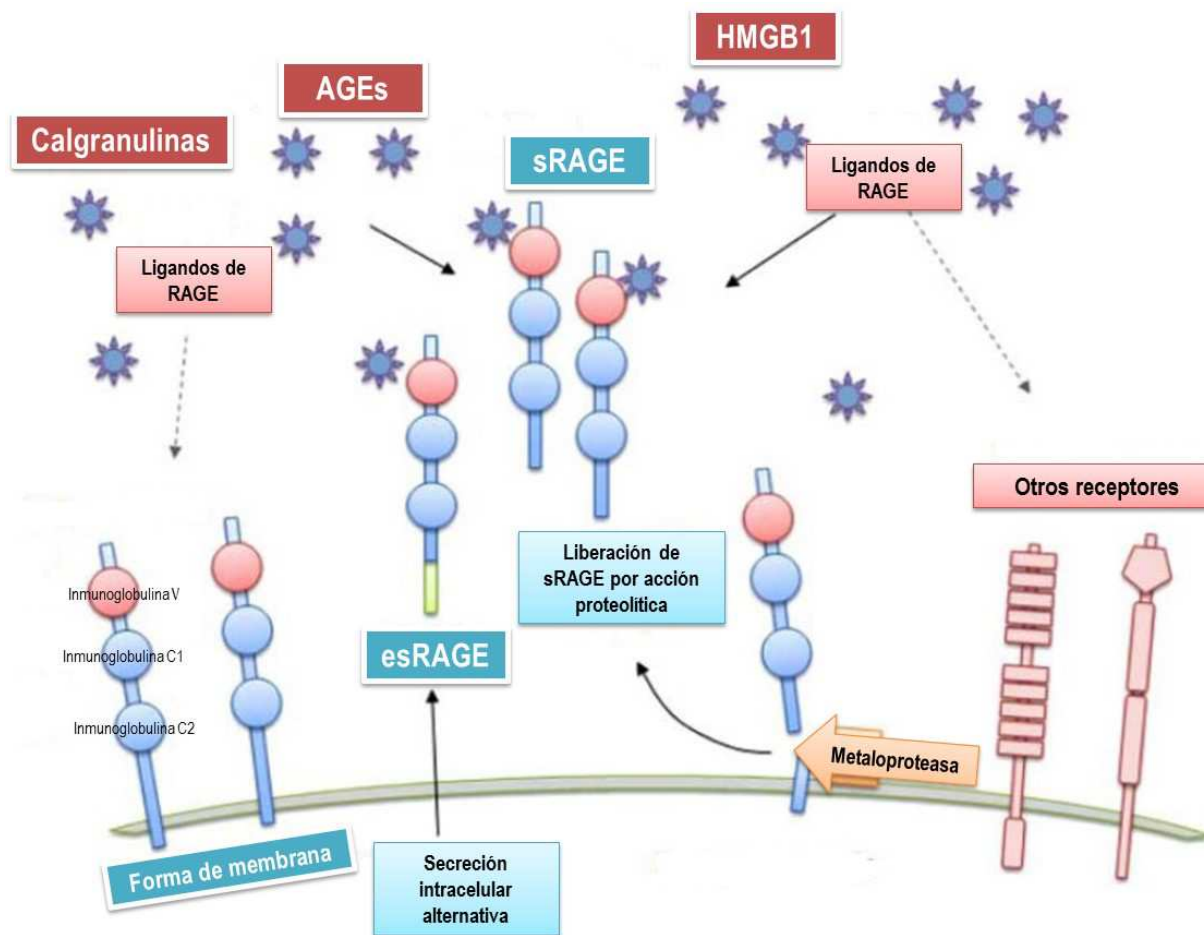 HMGB1
AGEs
Calgranulinas
sRAGE
Ligandos de
RAGE
Ligandos de
RAGE
Otros receptores
Liberación de
sRAGE por acción
proteolítica
Inmunoglobulina V
Inmunoglobulina C1
esRAGE
Inmunoglobulina C2
Metaloproteasa
Forma de membrana
Secreción
intracelular
alternativa